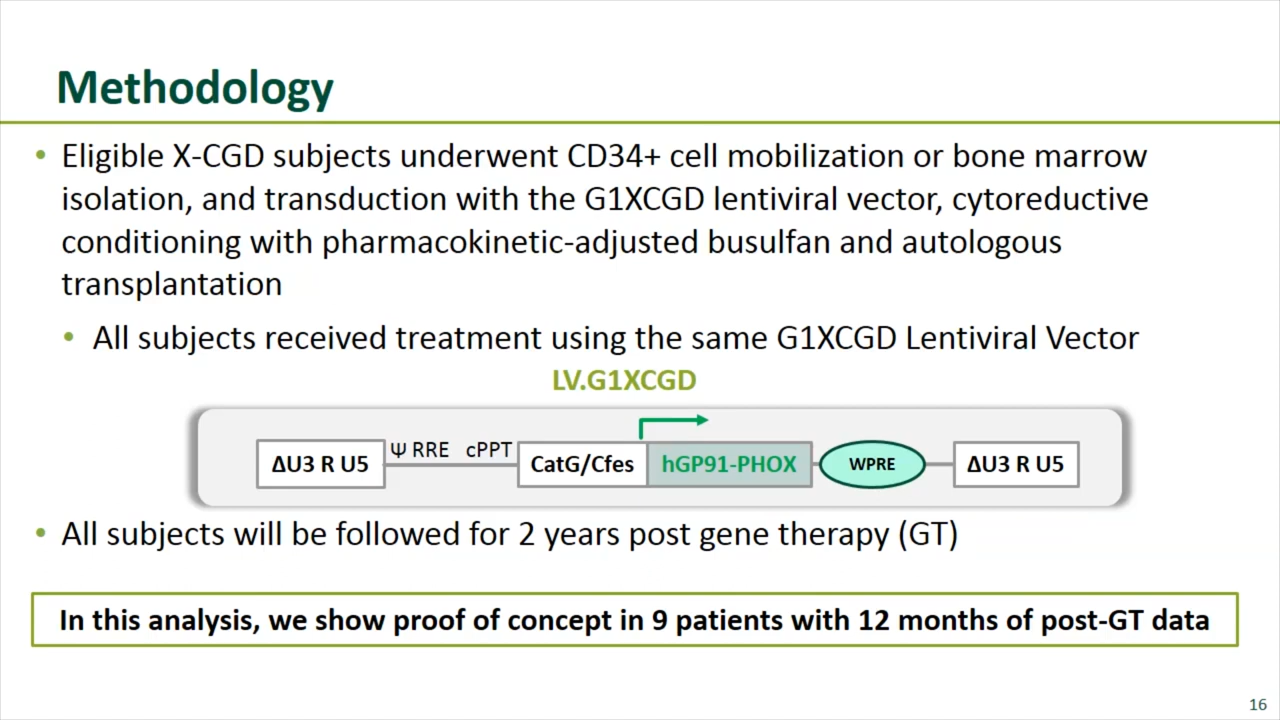 Methodology
• Eligible X-CGD subjects underwent CD34+ cell mobilization or bone marrow
isolation, and transduction with the G1XCGD lentiviral vector, cytoreductive
conditioning with pharmacokinetic-adjusted busulfan and autologous
transplantation
• All subjects received treatment using the same G1XCGD Lentiviral Vector
LV.G1XCGD
ΔU3 R U5 Ψ RRE cPPT CatG/Cfes hGP91-PHOX WPRE ΔU3 R U5
• All subjects will be followed for 2 years post gene therapy (GT)
In this analysis, we show proof of concept in 9 patients with 12 months of post-GT data
16